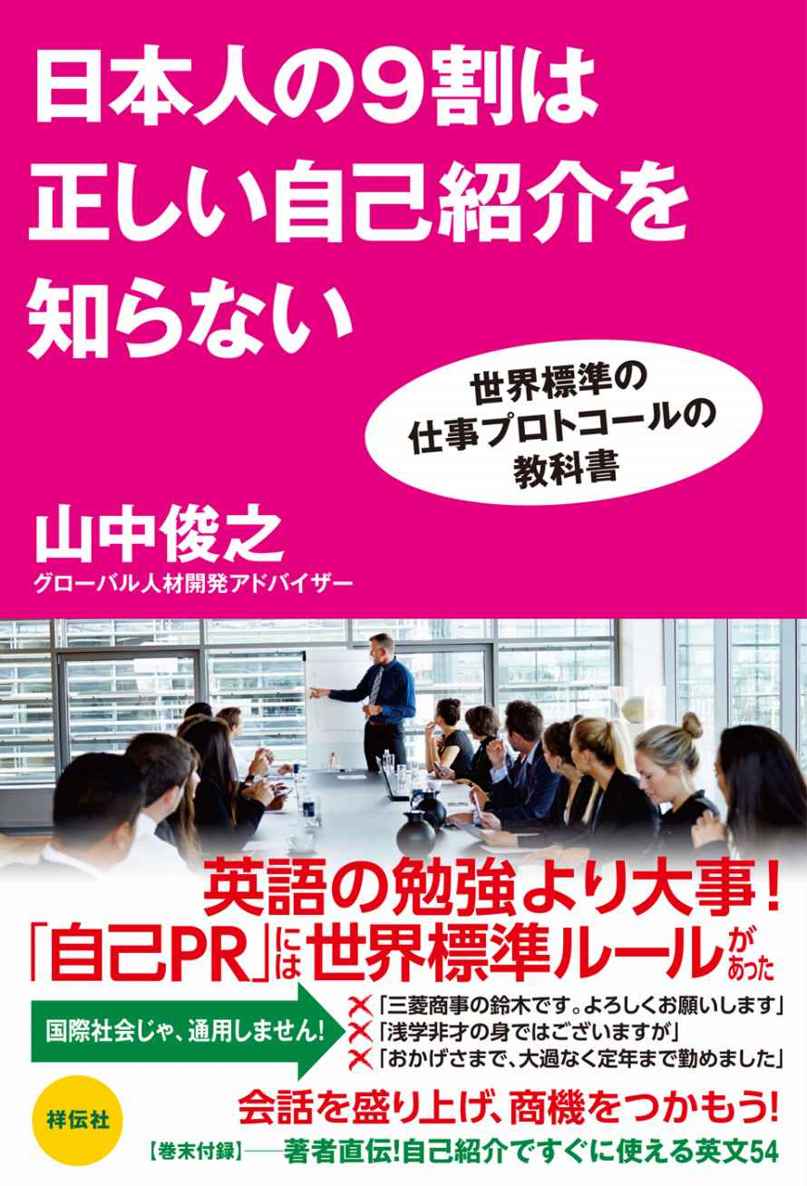 日本人の9割は
正しい自己紹介を
知らない
世界標準の
仕事プロトコールの
教科書
山中俊之
グローバル人材開発アドバイザー
英語の勉強より大事！
「自己PR」には世界標準ルールがあった
国際社会じゃ、通用しません！
×「三菱商事の鈴木です。よろしくお願いします」
×「浅学非才の身ではございますが」
×「おかげさまで、大過なく定年まで勤めました」
祥伝社
会話を盛り上げ、商機をつかもう！
【巻末付録】――著者直伝！自己紹介ですぐに使える英文54